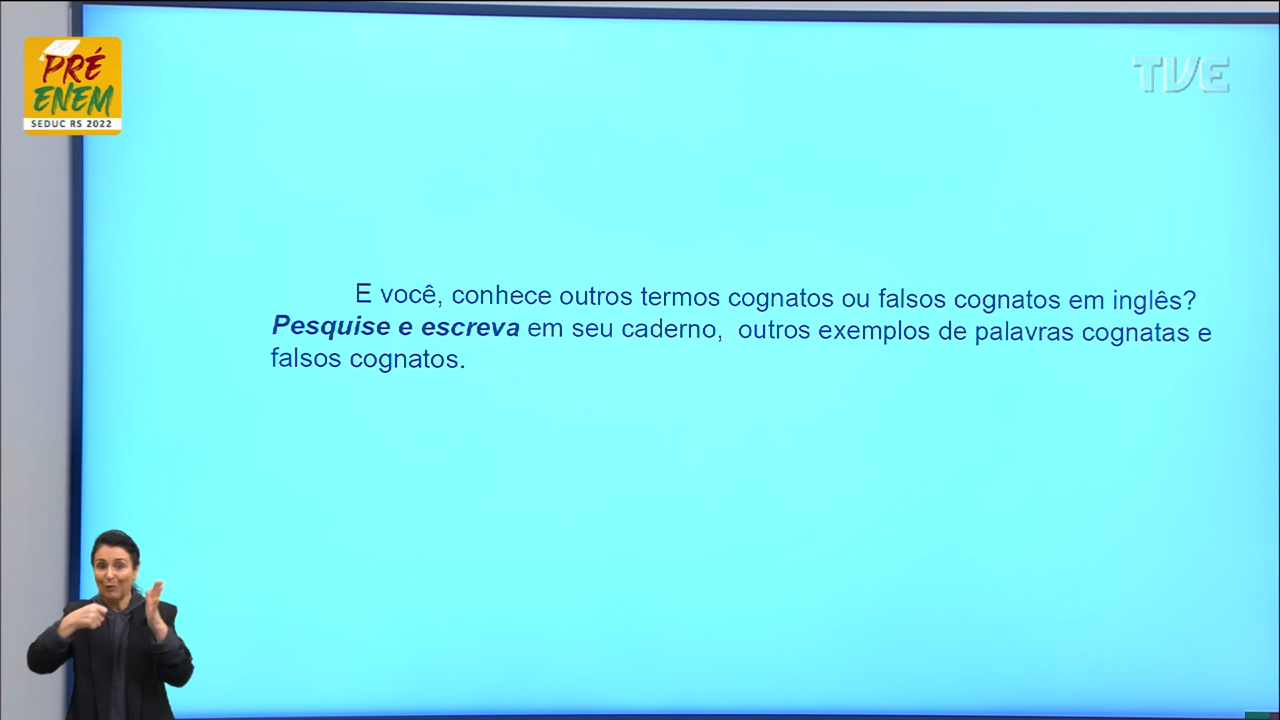 PRÉ
ENEM
SEDUC RS 2022
TVE
E você, conhece outros termos cognatos ou falsos cognatos em inglês?
Pesquise e escreva em seu caderno, outros exemplos de palavras cognatas e
falsos cognatos.